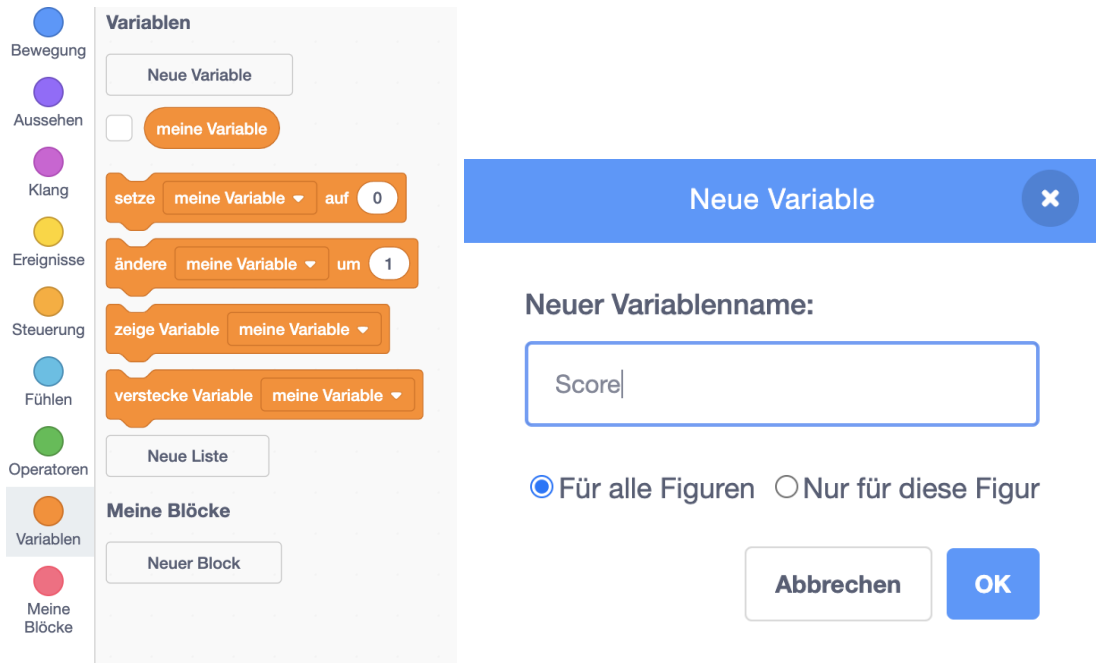 Bewegung
Aussehen
Klang
Ereignisse
Steuerung
Fühlen
Operatoren
Variablen
Meine
Blöcke
Variablen
Neue Variable
meine Variable
setze meine Variable auf 0
ändere meine Variable um 1
zeige Variable meine Variable
verstecke Variable meine Variable
Neue Liste
Meine Blöcke
Neuer Block
Neue Variable
Neuer Variablenname:
Score
Für alle Figuren Nur für diese Figur
Abbrechen OK